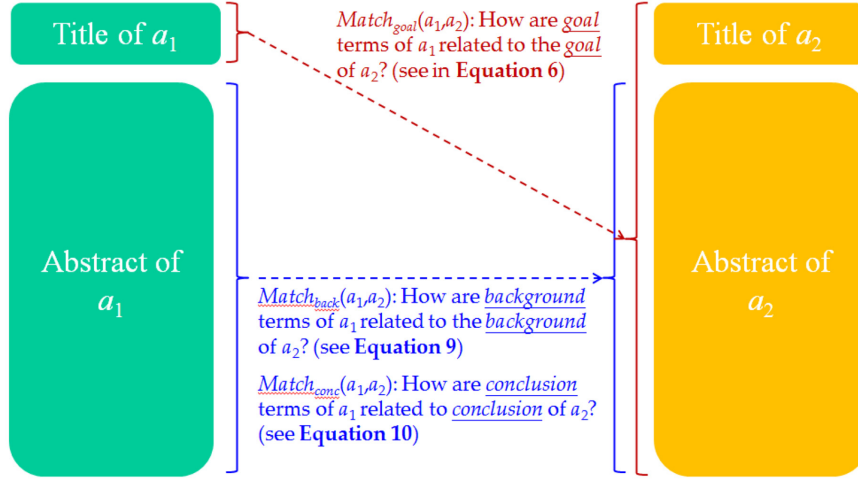 Title of a₁
Match_goal(a₁,a₂): How are goal
terms of a₁ related to the goal
of a₂? (see in Equation 6)
Title of a₂
Abstract of
a₁
Match_back(a₁,a₂): How are background
terms of a₁ related to the background
of a₂? (see Equation 9)
Match_conc(a₁,a₂): How are conclusion
terms of a₁ related to conclusion of a₂?
(see Equation 10)
Abstract of
a₂